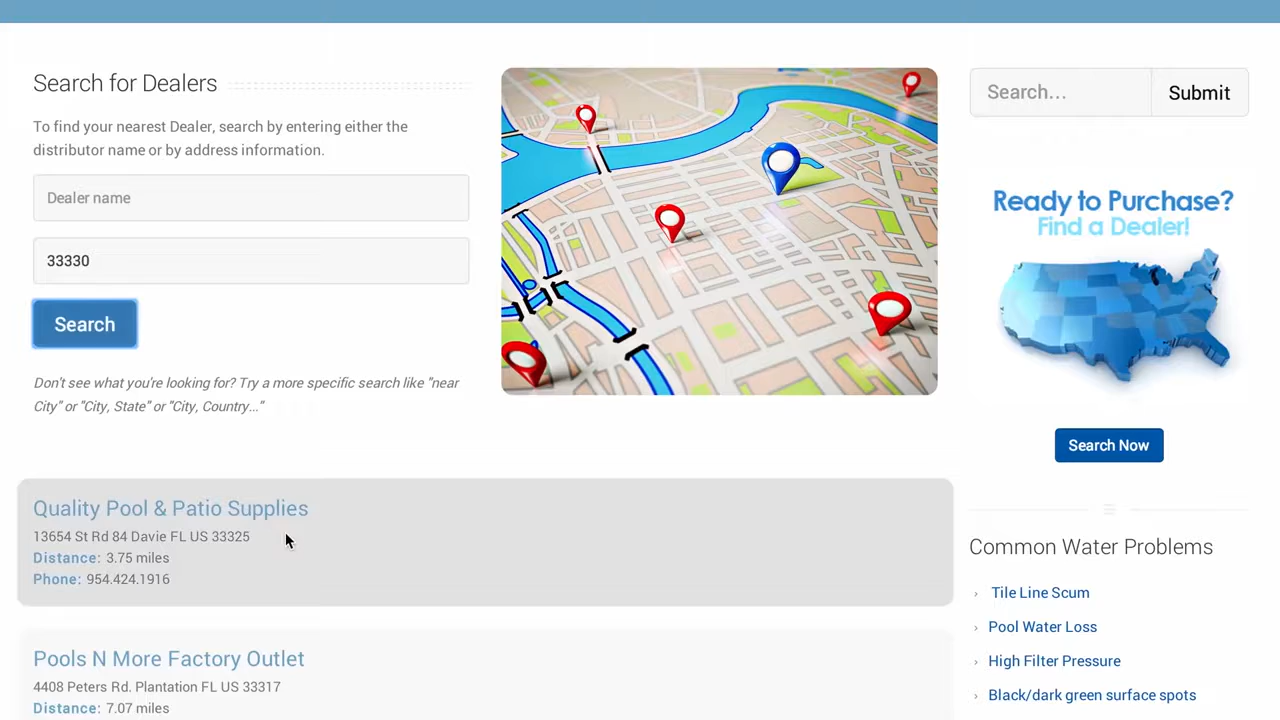 Search for Dealers
To find your nearest Dealer, search by entering either the
distributor name or by address information.
Dealer name
33330
Search
Don't see what you're looking for? Try a more specific search like "near
City" or "City, State" or "City, Country..."
Search...
Submit
Ready to Purchase?
Find a Dealer!
Search Now
Quality Pool & Patio Supplies
13654 St Rd 84 Davie FL US 33325
Distance: 3.75 miles
Phone: 954.424.1916
Pools N More Factory Outlet
4408 Peters Rd. Plantation FL US 33317
Distance: 7.07 miles
Common Water Problems
Tile Line Scum
Pool Water Loss
High Filter Pressure
Black/dark green surface spots